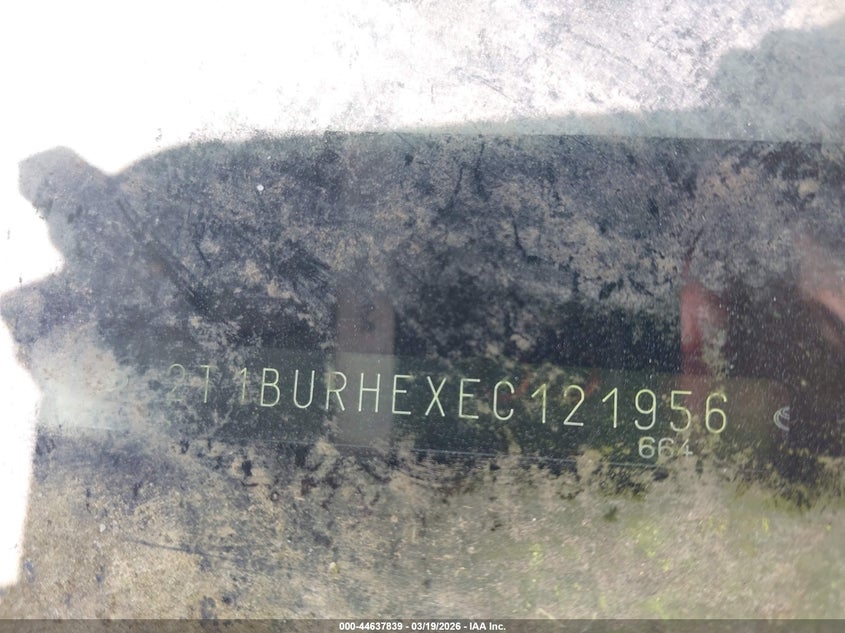 2T1BURHEXEC121956
664
000-44637839 - 03/19/2026 - IAA Inc.